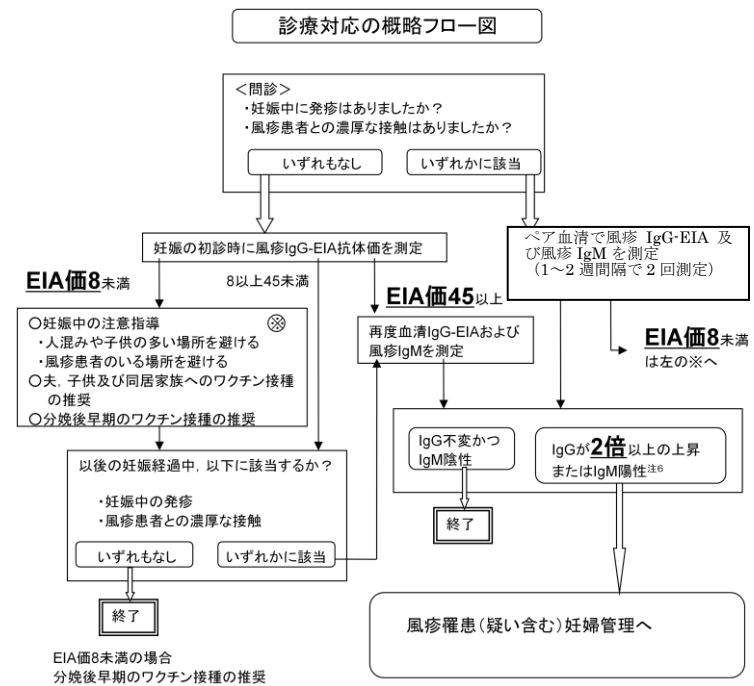 診療対応の概略フロー図
<問診>
・妊娠中に発疹はありましたか?
・風疹患者との濃厚な接触はありましたか?
いずれもなし
いずれかに該当
妊娠の初診時に風疹IgG-EIA抗体価を測定
ペア血清で風疹 IgG-EIA 及
び風疹 IgM を測定
(1~2 週間隔で 2 回測定)
EIA価8未満
8以上45未満
EIA価45以上
EIA価8未満
は左の※へ
○妊娠中の注意指導 ※
・人混みや子供の多い場所を避ける
・風疹患者のいる場所を避ける
○夫,子供及び同居家族へのワクチン接種
の推奨
○分娩後早期のワクチン接種の推奨
再度血清IgG-EIAおよび
風疹IgMを測定
IgG不変かつ
IgM陰性
IgGが2倍以上の上昇
またはIgM陽性注6
終了
以後の妊娠経過中,以下に該当するか?
・妊娠中の発疹
・風疹患者との濃厚な接触
いずれもなし
いずれかに該当
終了
EIA価8未満の場合
分娩後早期のワクチン接種の推奨
風疹罹患(疑い含む)妊婦管理へ